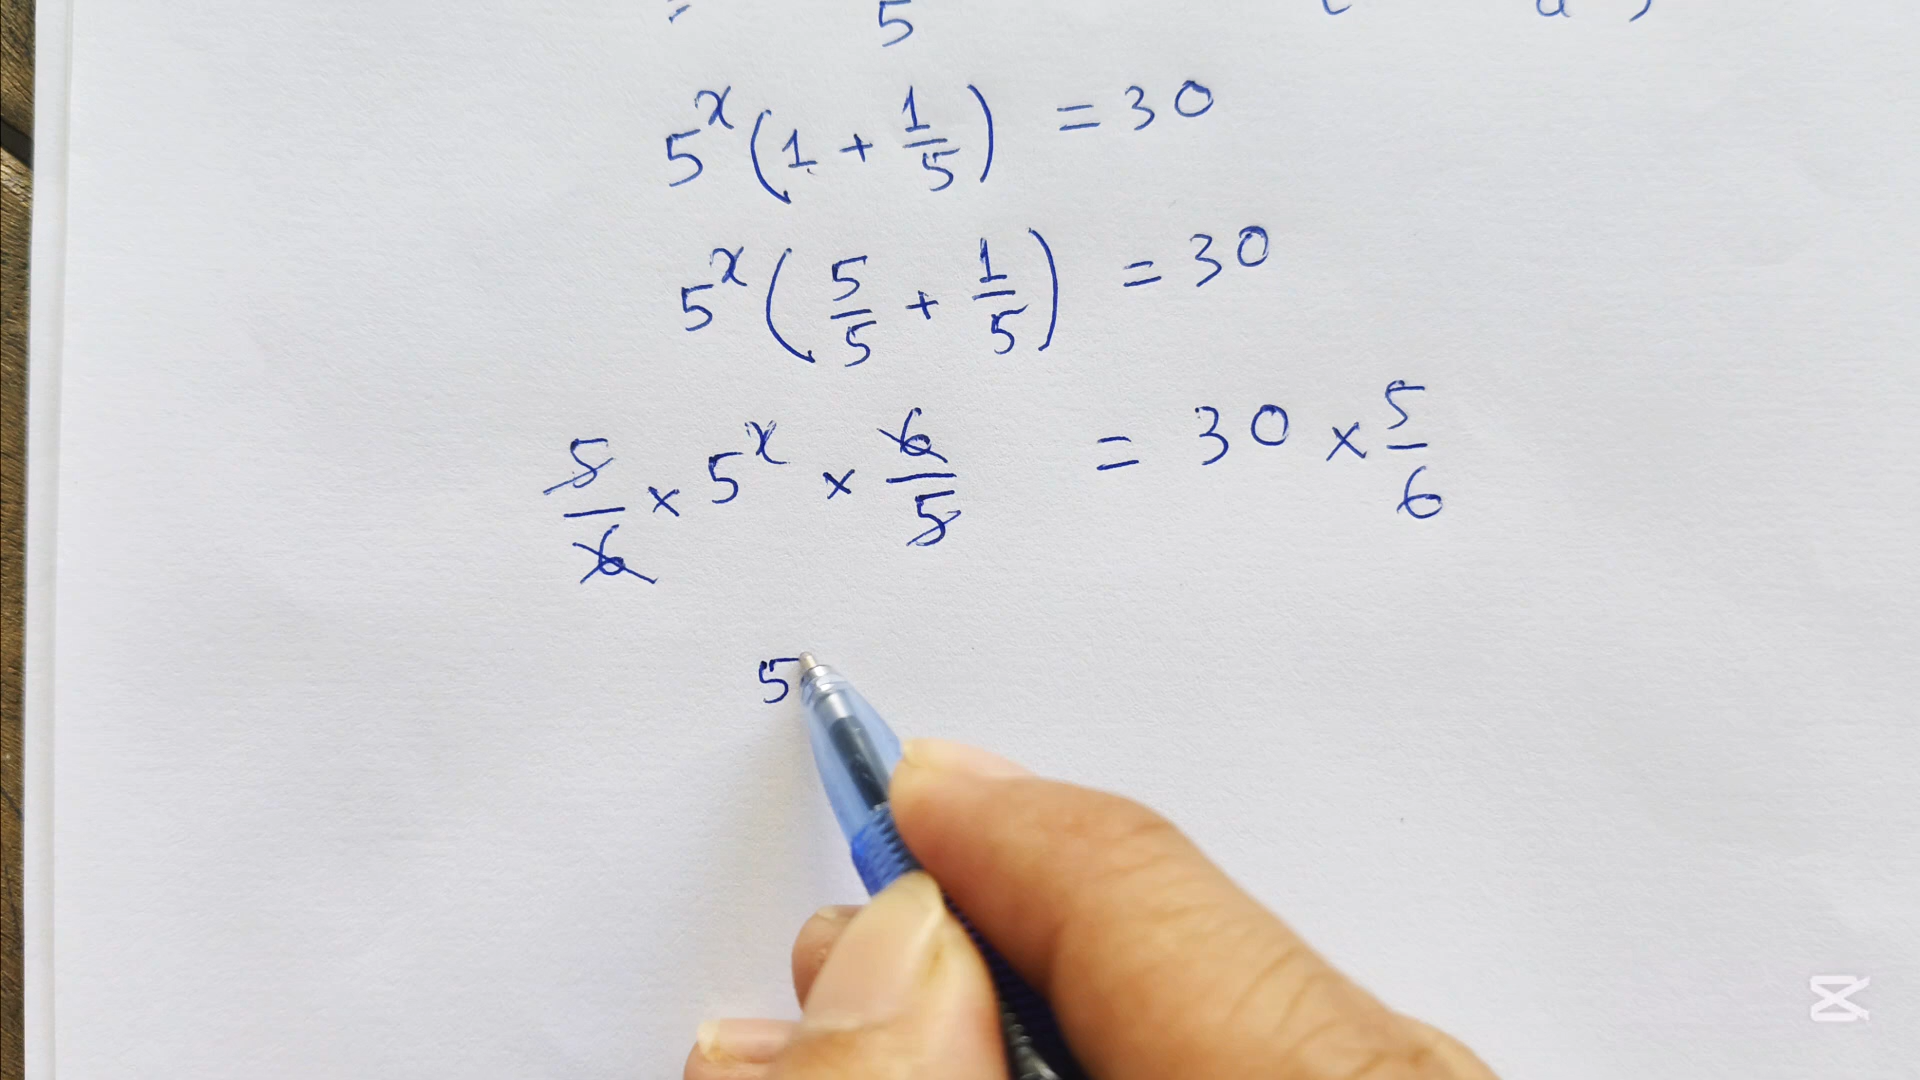 = 5
5^x (1 + 1/5) = 30
5^x (5/5 + 1/5) = 30
5/6 × 5^x × 6/5 = 30 × 5/6
5